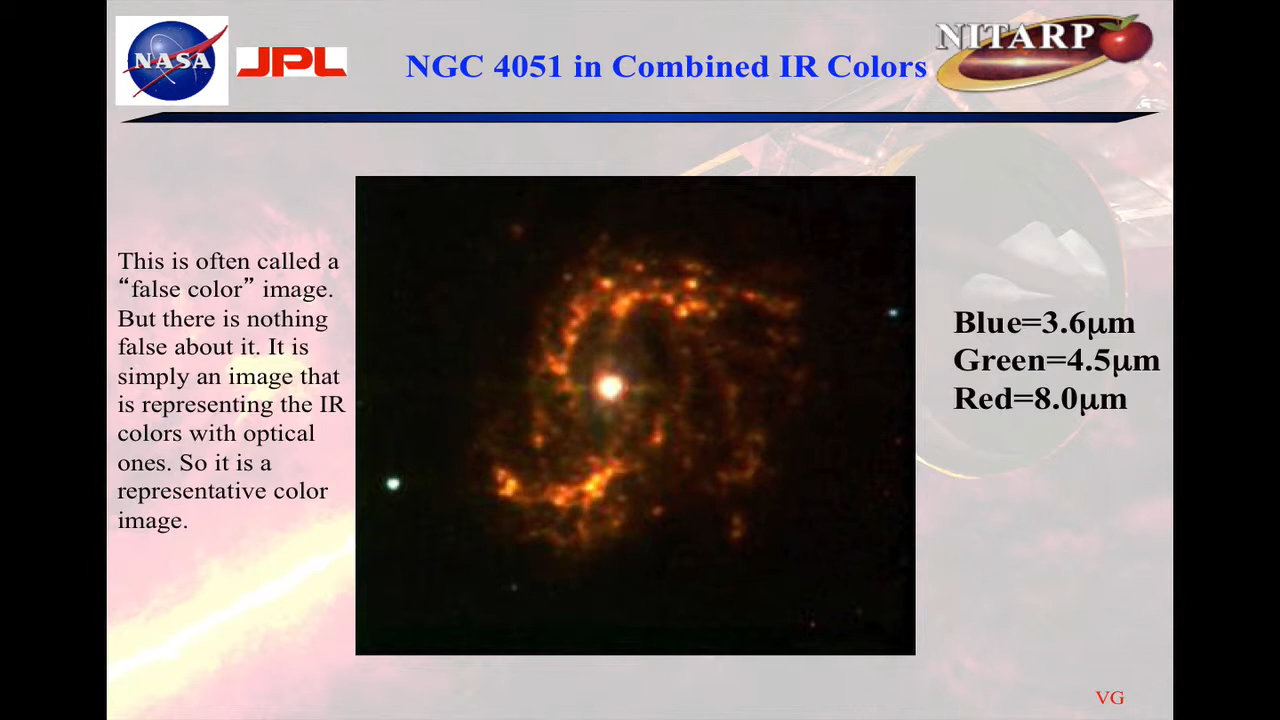 NASA
JPL
NGC 4051 in Combined IR Colors
NITARP
This is often called a
“false color” image.
But there is nothing
false about it. It is
simply an image that
is representing the IR
colors with optical
ones. So it is a
representative color
image.
Blue=3.6μm
Green=4.5μm
Red=8.0μm
VG